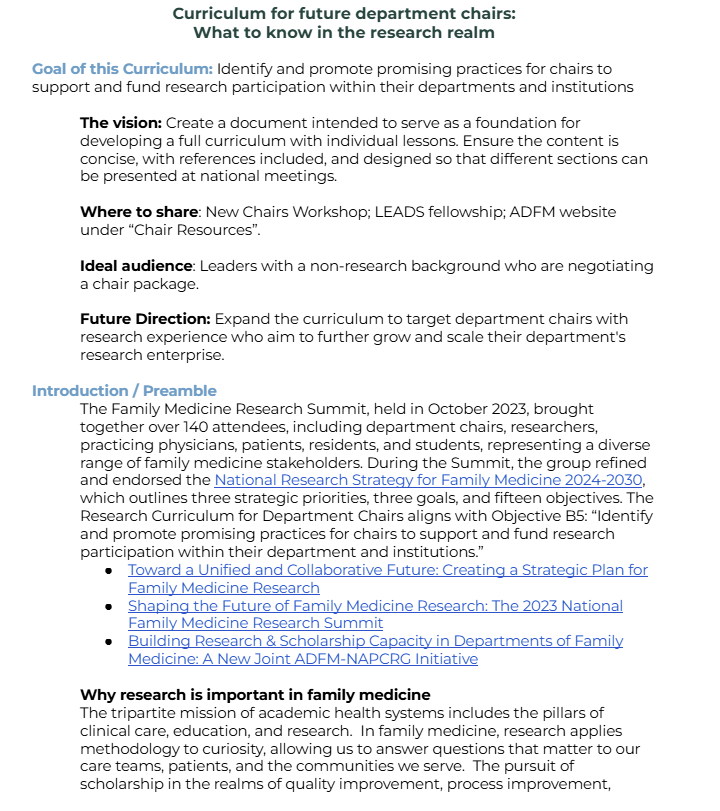 Curriculum for future department chairs:
What to know in the research realm
Goal of this Curriculum: Identify and promote promising practices for chairs to
support and fund research participation within their departments and institutions
The vision: Create a document intended to serve as a foundation for
developing a full curriculum with individual lessons. Ensure the content is
concise, with references included, and designed so that different sections can
be presented at national meetings.
Where to share: New Chairs Workshop; LEADS fellowship; ADFM website
under “Chair Resources”.
Ideal audience: Leaders with a non-research background who are negotiating
a chair package.
Future Direction: Expand the curriculum to target department chairs with
research experience who aim to further grow and scale their department's
research enterprise.
Introduction / Preamble
The Family Medicine Research Summit, held in October 2023, brought
together over 140 attendees, including department chairs, researchers,
practicing physicians, patients, residents, and students, representing a diverse
range of family medicine stakeholders. During the Summit, the group refined
and endorsed the National Research Strategy for Family Medicine 2024-2030,
which outlines three strategic priorities, three goals, and fifteen objectives. The
Research Curriculum for Department Chairs aligns with Objective B5: “Identify
and promote promising practices for chairs to support and fund research
participation within their department and institutions.”
● Toward a Unified and Collaborative Future: Creating a Strategic Plan for
Family Medicine Research
● Shaping the Future of Family Medicine Research: The 2023 National
Family Medicine Research Summit
● Building Research & Scholarship Capacity in Departments of Family
Medicine: A New Joint ADFM-NAPCRG Initiative
Why research is important in family medicine
The tripartite mission of academic health systems includes the pillars of
clinical care, education, and research.  In family medicine, research applies
methodology to curiosity, allowing us to answer questions that matter to our
care teams, patients, and the communities we serve.  The pursuit of
scholarship in the realms of quality improvement, process improvement,